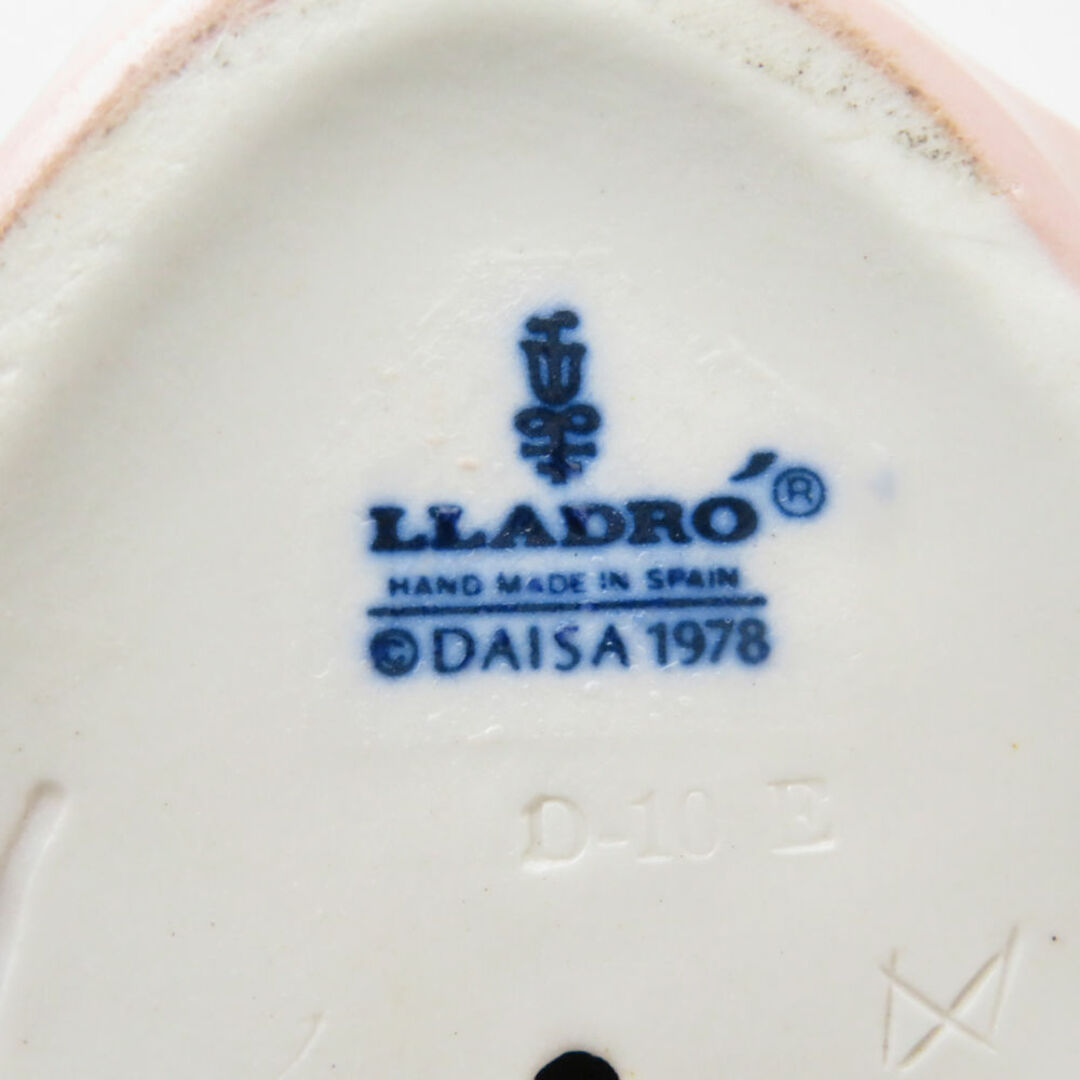 LLADRÓ®
HAND MADE IN SPAIN
© DAISA 1978
D-10 E